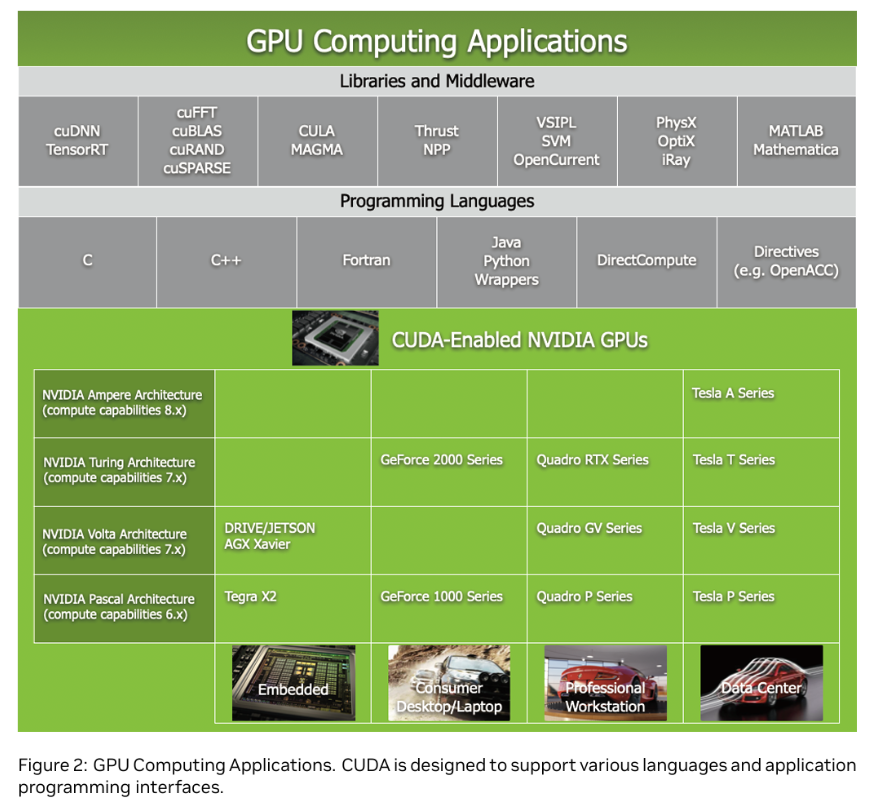 GPU Computing Applications
Libraries and Middleware
cuDNN
TensorRT
cuFFT
cuBLAS
cuRAND
cuSPARSE
CULA
MAGMA
Thrust
NPP
VSIPL
SVM
OpenCurrent
PhysX
OptiX
iRay
MATLAB
Mathematica
Programming Languages
C
C++
Fortran
Java
Python
Wrappers
DirectCompute
Directives
(e.g. OpenACC)
CUDA-Enabled NVIDIA GPUs
NVIDIA Ampere Architecture
(compute capabilities 8.x)
Tesla A Series
NVIDIA Turing Architecture
(compute capabilities 7.x)
GeForce 2000 Series
Quadro RTX Series
Tesla T Series
NVIDIA Volta Architecture
(compute capabilities 7.x)
DRIVE/JETSON
AGX Xavier
Quadro GV Series
Tesla V Series
NVIDIA Pascal Architecture
(compute capabilities 6.x)
Tegra X2
GeForce 1000 Series
Quadro P Series
Tesla P Series
Embedded
Consumer
Desktop/Laptop
Professional
Workstation
Data Center
Figure 2: GPU Computing Applications. CUDA is designed to support various languages and application
programming interfaces.